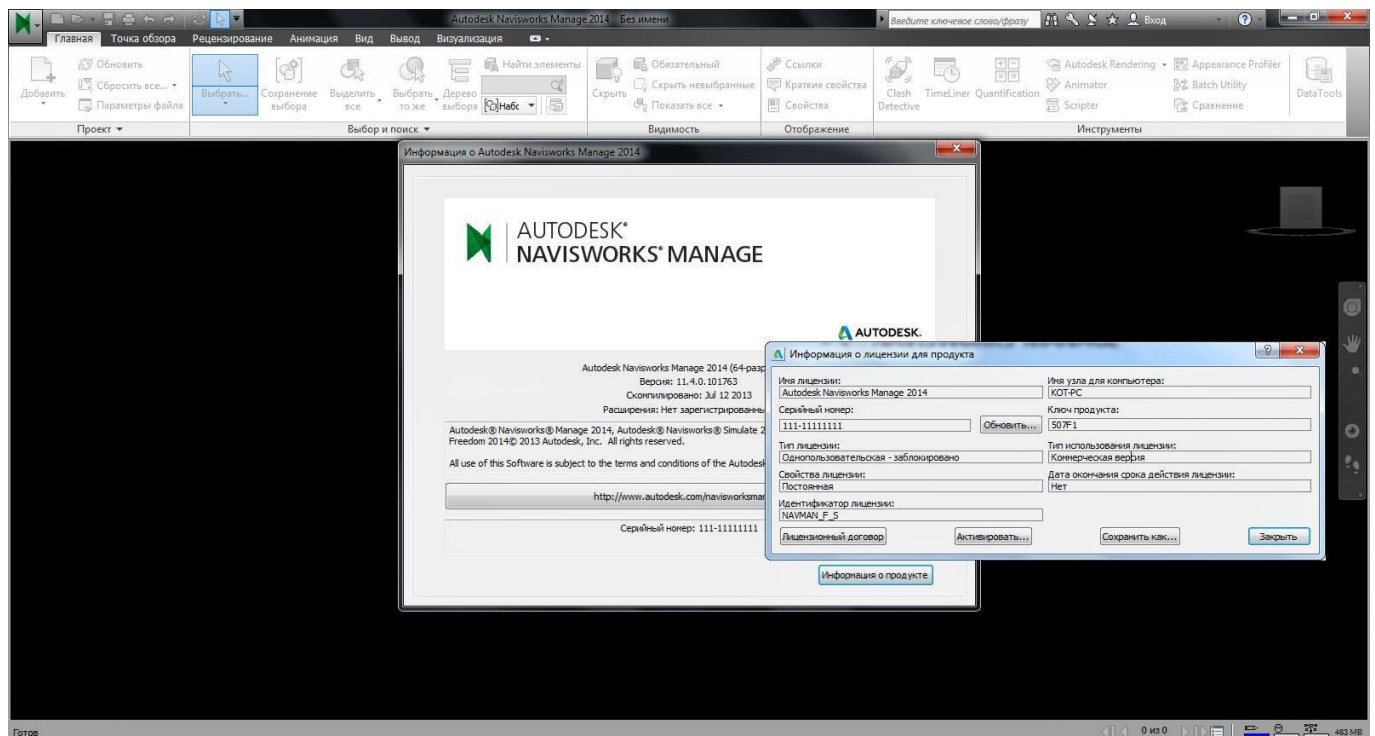 Autodesk Navisworks Manage 2014 Без имени
Введите ключевое слово/фразу
Вход
Главная Точка обзора Рецензирование Анимация Вид Вывод Визуализация
Добавить
Обновить
Сбросить все...
Параметры файла
Выбрать...
Сохранение выбора
Выделить все
Выбрать то же
Дерево выбора
Найти элементы
Набс
Скрыть
Обязательный
Скрыть невыбранные
Показать все
Ссылки
Краткие свойства
Свойства
Clash Detective
TimeLiner
Quantification
Autodesk Rendering
Animator
Scripter
Appearance Profiler
Batch Utility
Сравнение
DataTools
Проект
Выбор и поиск
Видимость
Отображение
Инструменты
Информация о Autodesk Navisworks Manage 2014
AUTODESK®
NAVISWORKS® MANAGE
AUTODESK.
Autodesk Navisworks Manage 2014 (64-разр
Версия: 11.4.0.101763
Скомпилировано: Jul 12 2013
Расширения: Нет зарегистрированны
Autodesk® Navisworks® Manage 2014, Autodesk® Navisworks® Simulate 2
Freedom 2014© 2013 Autodesk, Inc. All rights reserved.
All use of this Software is subject to the terms and conditions of the Autodesk
http://www.autodesk.com/navisworksmar
Серийный номер: 111-11111111
Информация о продукте
Информация о лицензии для продукта
Имя лицензии:
Autodesk Navisworks Manage 2014
Имя узла для компьютера:
KOT-PC
Серийный номер:
111-11111111
Обновить...
Ключ продукта:
507F1
Тип лицензии:
Однопользовательская - заблокировано
Тип использования лицензии:
Коммерческая версия
Свойства лицензии:
Постоянная
Дата окончания срока действия лицензии:
Нет
Идентификатор лицензии:
NAVMAN_F_S
Лицензионный договор
Активировать...
Сохранить как...
Закрыть
Готов
0 из 0
463 MB